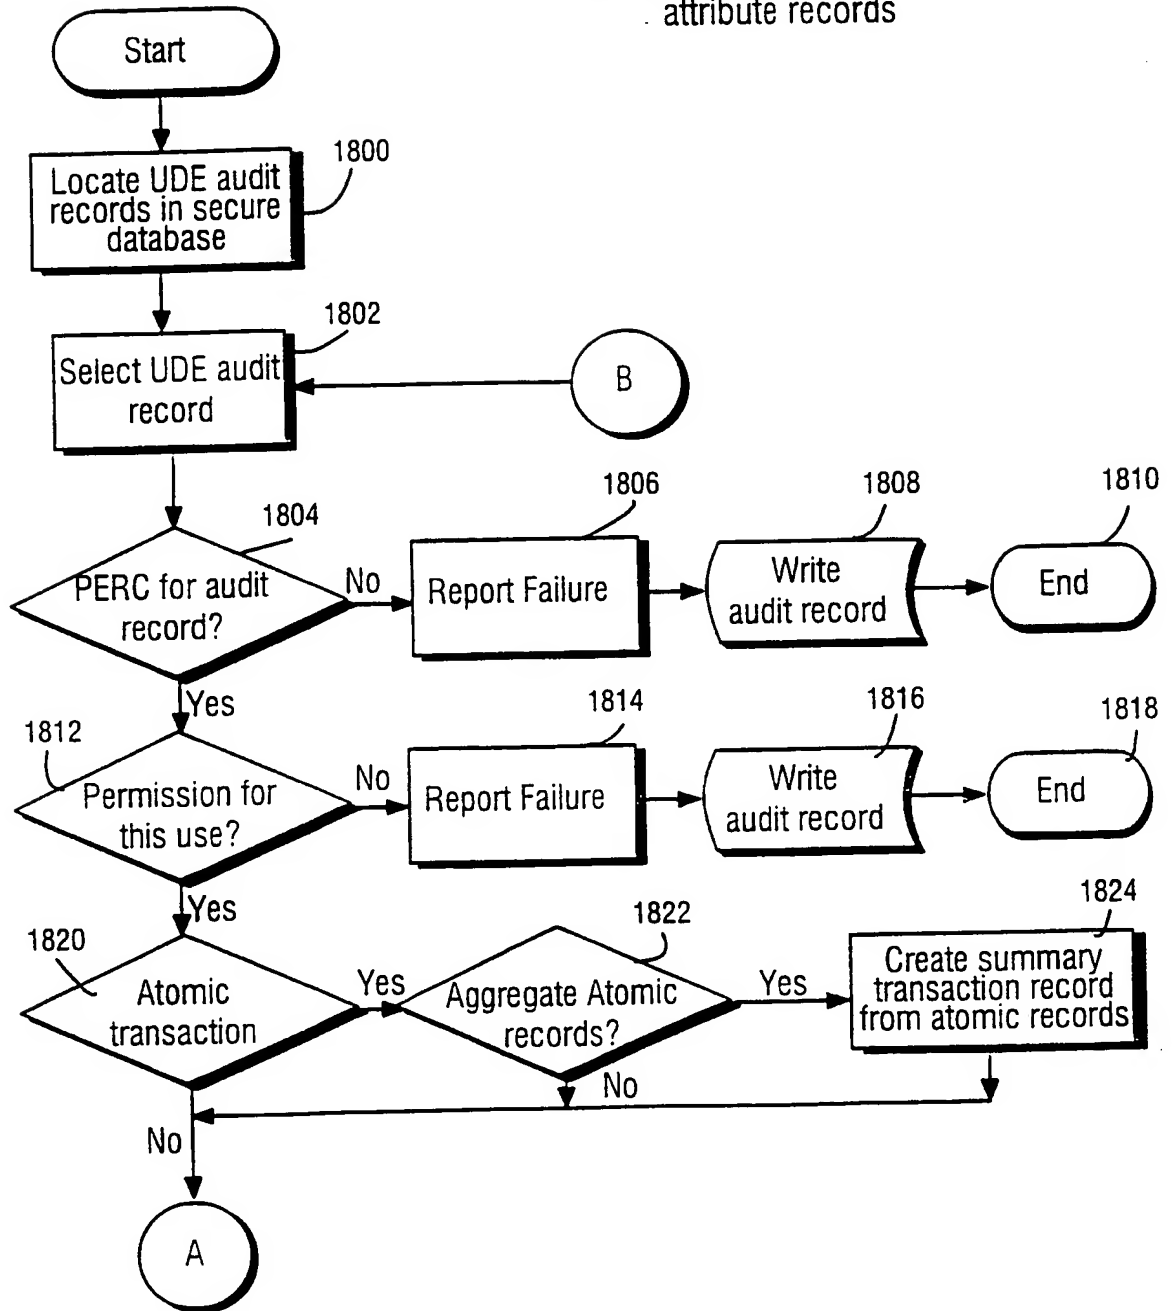 attribute records
Start
1800
Locate UDE audit
records in secure
database
1802
Select UDE audit
record
B
1804
PERC for audit
record?
No
1806
Report Failure
1808
Write
audit record
1810
End
Yes
1812
Permission for
this use?
No
1814
Report Failure
1816
Write
audit record
1818
End
Yes
1820
Atomic
transaction
Yes
1822
Aggregate Atomic
records?
Yes
1824
Create summary
transaction record
from atomic records
No
No
A